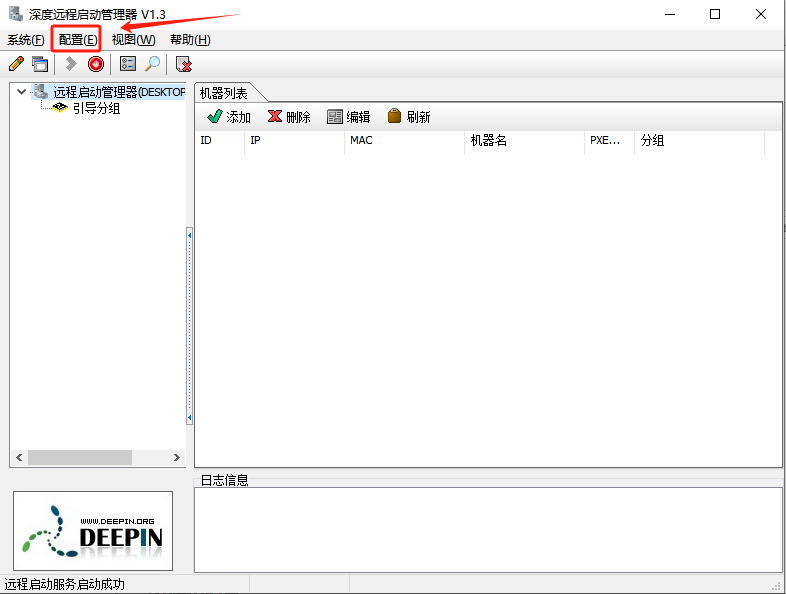 深度远程启动管理器 V1.3
系统(F) 配置(E) 视图(W) 帮助(H)
远程启动管理器(DESKTOP
引导分组
机器列表
添加 删除 编辑 刷新
ID IP MAC 机器名 PXE... 分组
日志信息
WWW.DEEPIN.ORG
DEEPIN
远程启动服务启动成功